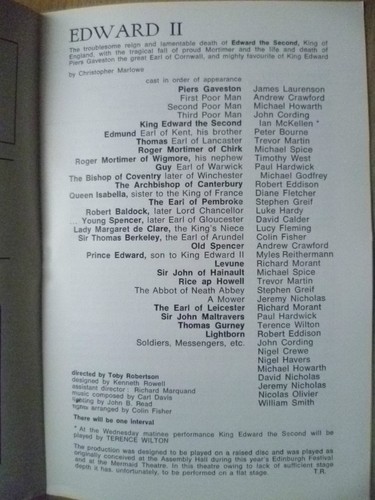 EDWARD II
The troublesome reign and lamentable death of Edward the Second, King of
England, with the tragical fall of proud Mortimer and the life and death of
Piers Gaveston the great Earl of Cornwall, and mighty favourite of King Edward
by Christopher Marlowe
cast in order of appearance
Piers Gaveston James Laurenson
First Poor Man Andrew Crawford
Second Poor Man Michael Howarth
Third Poor Man John Cording
King Edward the Second Ian McKellen *
Edmund Earl of Kent, his brother Peter Bourne
Thomas Earl of Lancaster Trevor Martin
Roger Mortimer of Chirk Michael Spice
Roger Mortimer of Wigmore, his nephew Timothy West
Guy Earl of Warwick Paul Hardwick
The Bishop of Coventry later of Winchester Michael Godfrey
The Archbishop of Canterbury Robert Eddison
Queen Isabella, sister to the King of France Diane Fletcher
The Earl of Pembroke Stephen Greif
Robert Baldock, later Lord Chancellor Luke Hardy
Young Spencer, later Earl of Gloucester David Calder
Lady Margaret de Clare, the King's Niece Lucy Fleming
Sir Thomas Berkeley, the Earl of Arundel Colin Fisher
Old Spencer Andrew Crawford
Prince Edward, son to King Edward II Myles Reithermann
Levune Richard Morant
Sir John of Hainault Michael Spice
Rice ap Howell Trevor Martin
The Abbot of Neath Abbey Stephen Greif
A Mower Jeremy Nicholas
The Earl of Leicester Richard Morant
Sir John Maltravers Paul Hardwick
Thomas Gurney Terence Wilton
Lightborn Robert Eddison
Soldiers, Messengers, etc. John Cording
Nigel Crewe
Nigel Havers
Michael Howarth
David Nicholas
Jeremy Nicholas
Nicolas Olivier
William Smith
directed by Toby Robertson
designed by Kenneth Rowell
assistant director : Richard Marquand
music composed by Carl Davis
lighting by John B. Read
fights arranged by Colin Fisher
There will be one interval
* At the Wednesday matinee performance King Edward the Second will be
played by TERENCE WILTON
The production was designed to be played on a raised disc and was played as
originally conceived at the Assembly Hall during this year's Edinburgh Festival
and at the Mermaid Theatre. In this theatre owing to lack of sufficient stage
depth it has, unfortunately, to be performed on a flat stage. T.R.